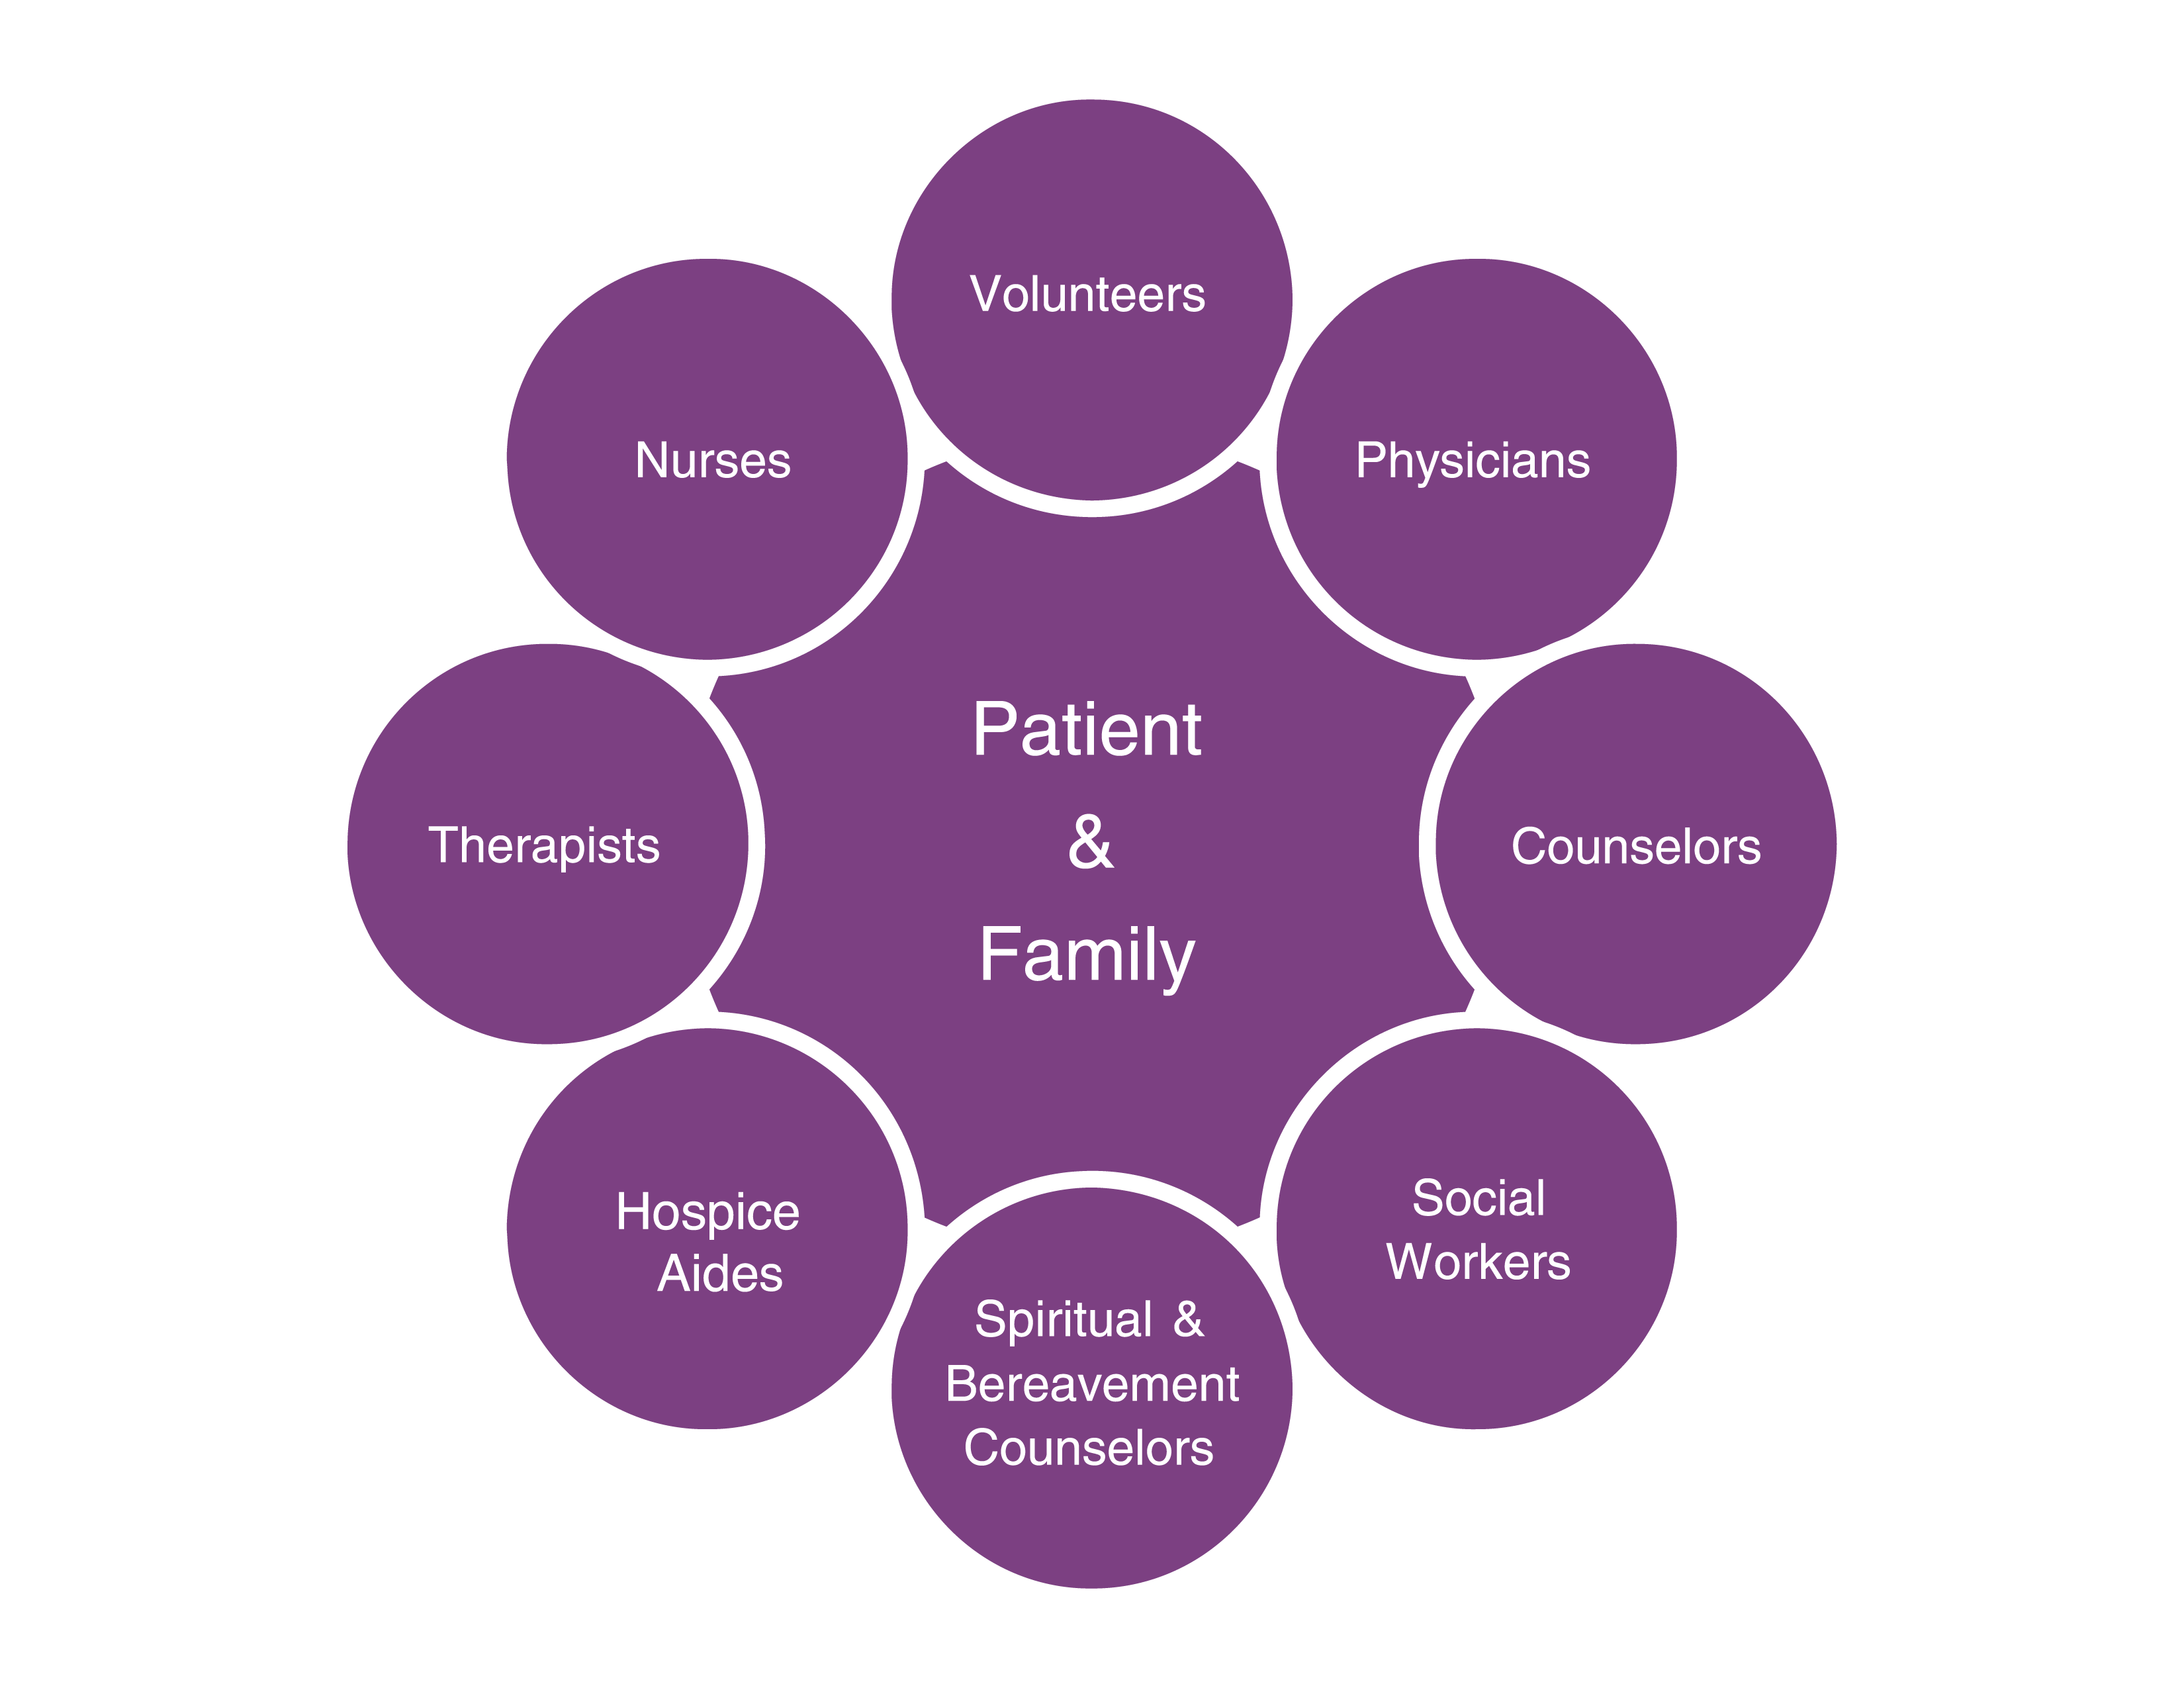 Volunteers
Nurses
Physicians
Patient
&
Family
Therapists
Counselors
Hospice
Aides
Social
Workers
Spiritual &
Bereavement
Counselors